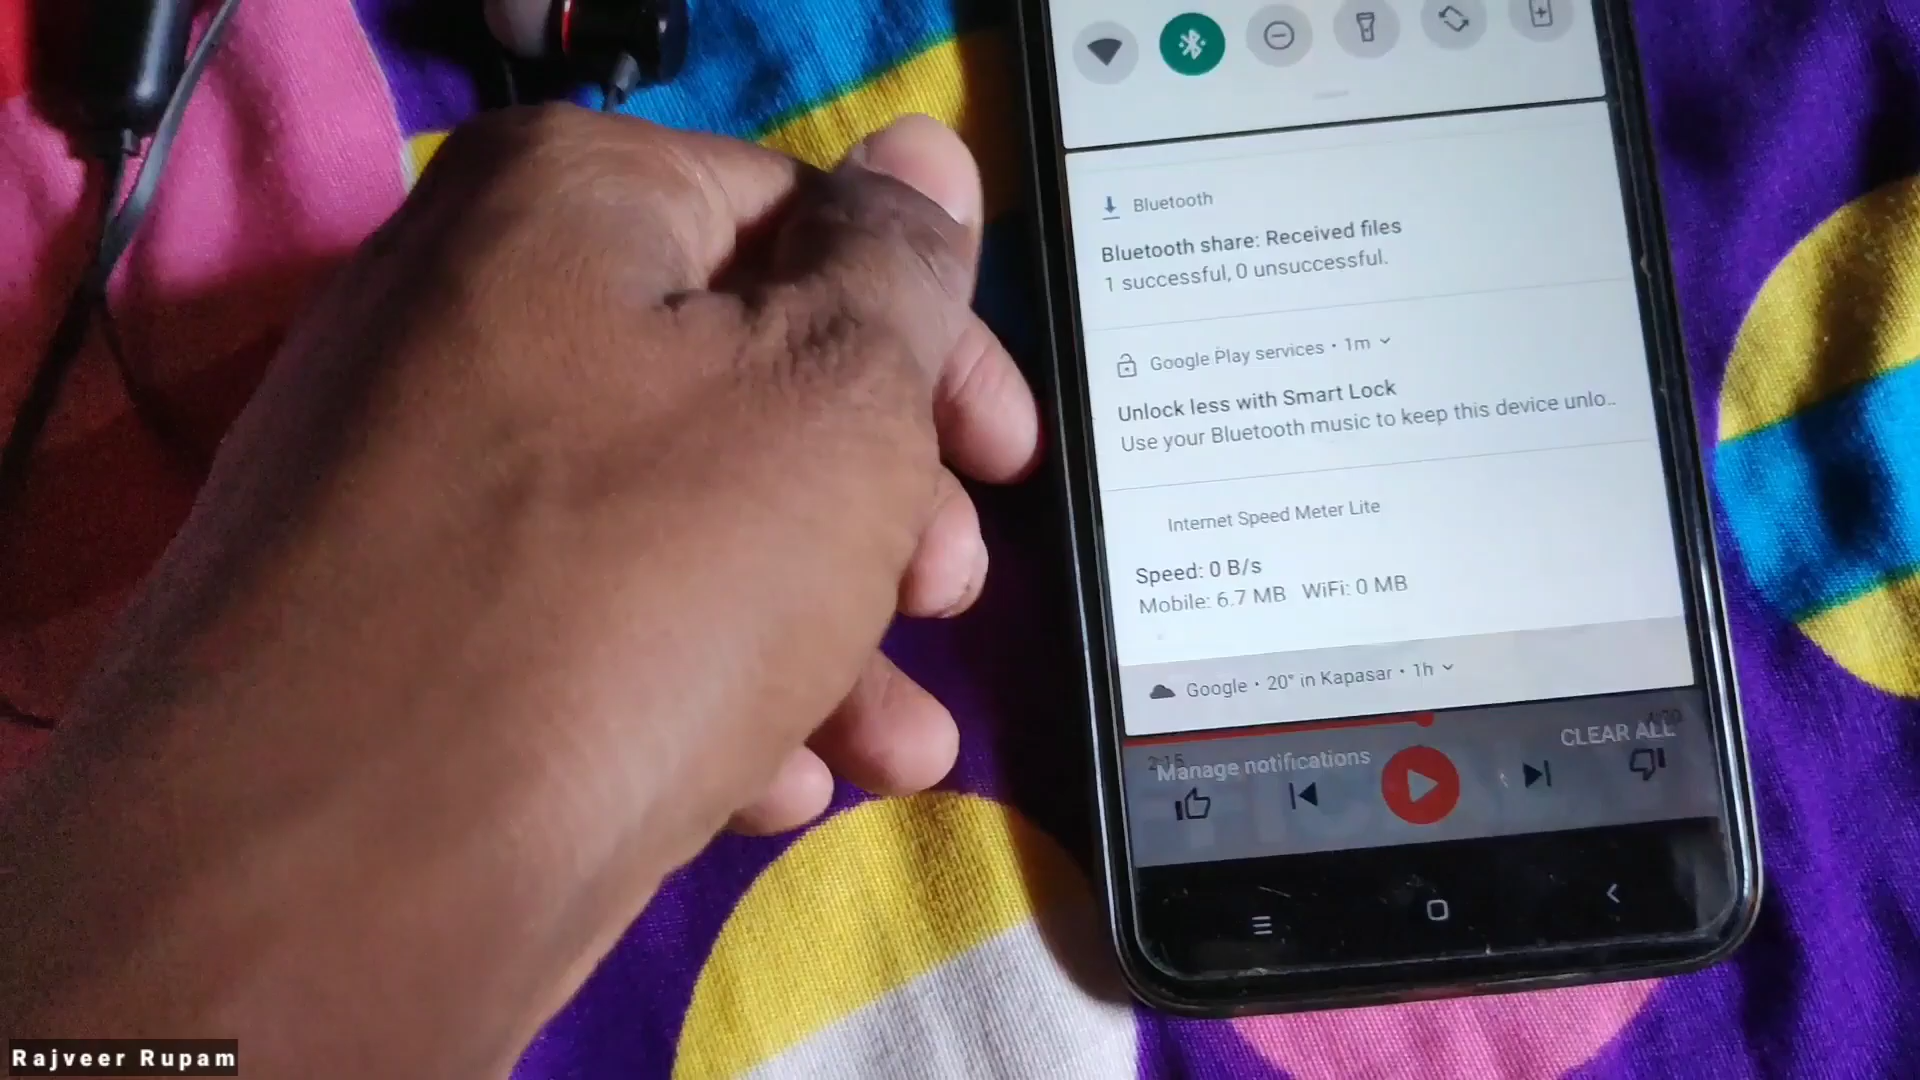 Bluetooth
Bluetooth share: Received files
1 successful, 0 unsuccessful.
Google Play services • 1m
Unlock less with Smart Lock
Use your Bluetooth music to keep this device unlo..
Internet Speed Meter Lite
Speed: 0 B/s
Mobile: 6.7 MB WiFi: 0 MB
Google • 20° in Kapasar • 1h
2:15
Manage notifications
CLEAR ALL
Rajveer Rupam